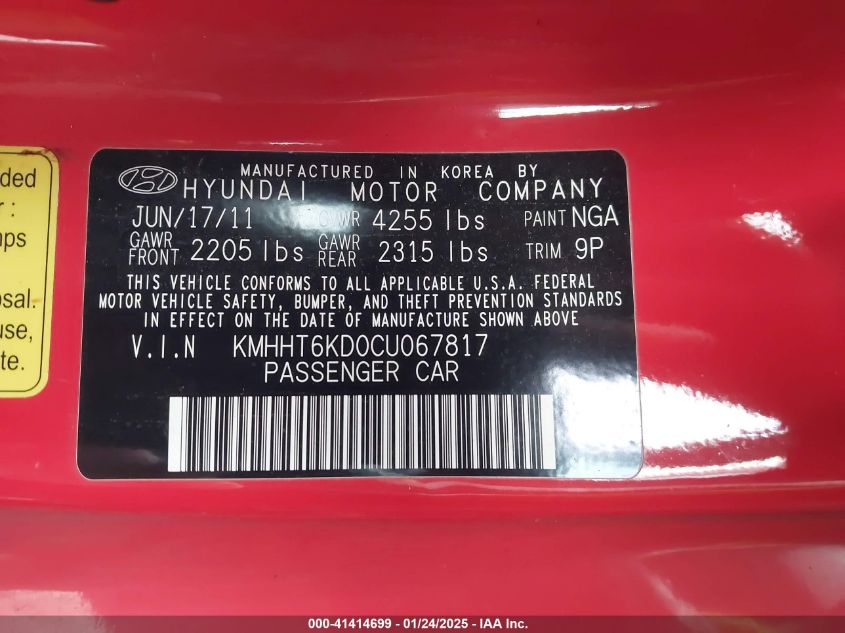 ded
r :
mps
osal.
use,
MANUFACTURED IN KOREA BY
HYUNDAI MOTOR COMPANY
JUN/17/11 GVWR 4255 lbs PAINT NGA
GAWR FRONT 2205 lbs GAWR REAR 2315 lbs TRIM 9P
THIS VEHICLE CONFORMS TO ALL APPLICABLE U.S.A. FEDERAL
MOTOR VEHICLE SAFETY, BUMPER, AND THEFT PREVENTION STANDARDS
IN EFFECT ON THE DATE OF MANUFACTURE SHOWN ABOVE
V.I.N KMHHT6KD0CU067817
PASSENGER CAR
000-41414699 - 01/24/2025 - IAA Inc.